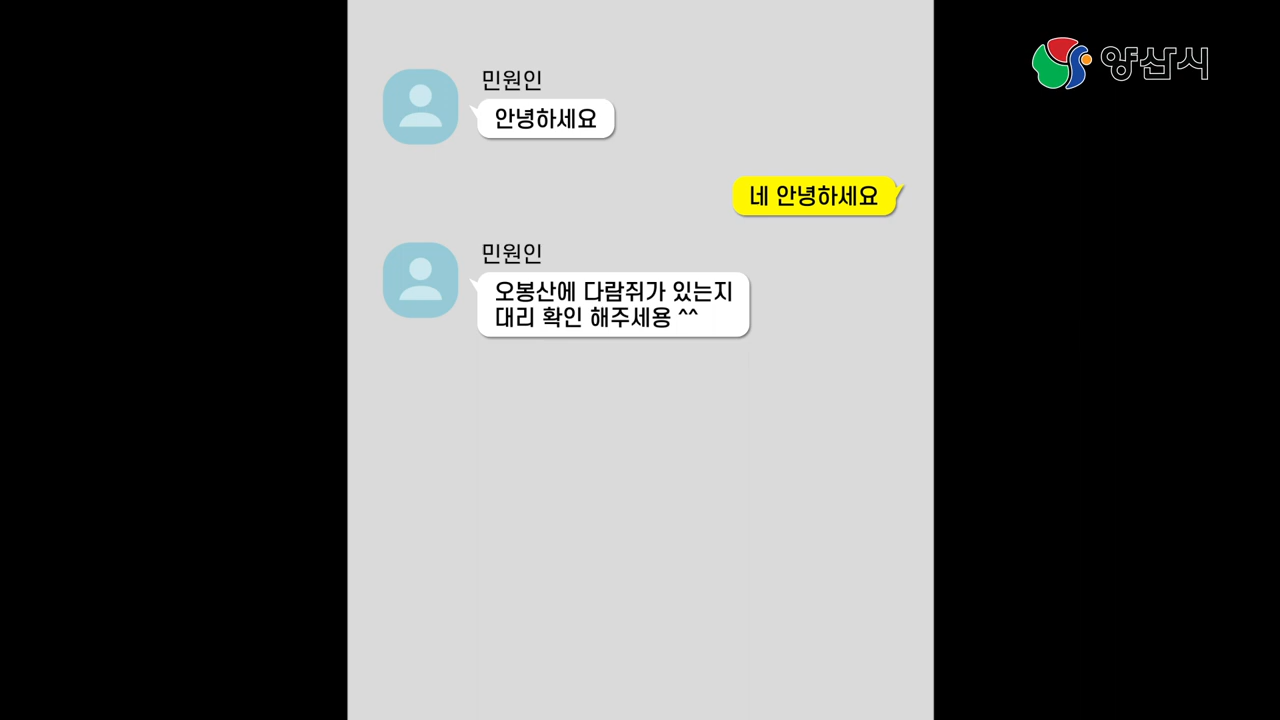 양산시
민원인
안녕하세요
네 안녕하세요
민원인
오봉산에 다람쥐가 있는지
대리 확인 해주세용 ^^